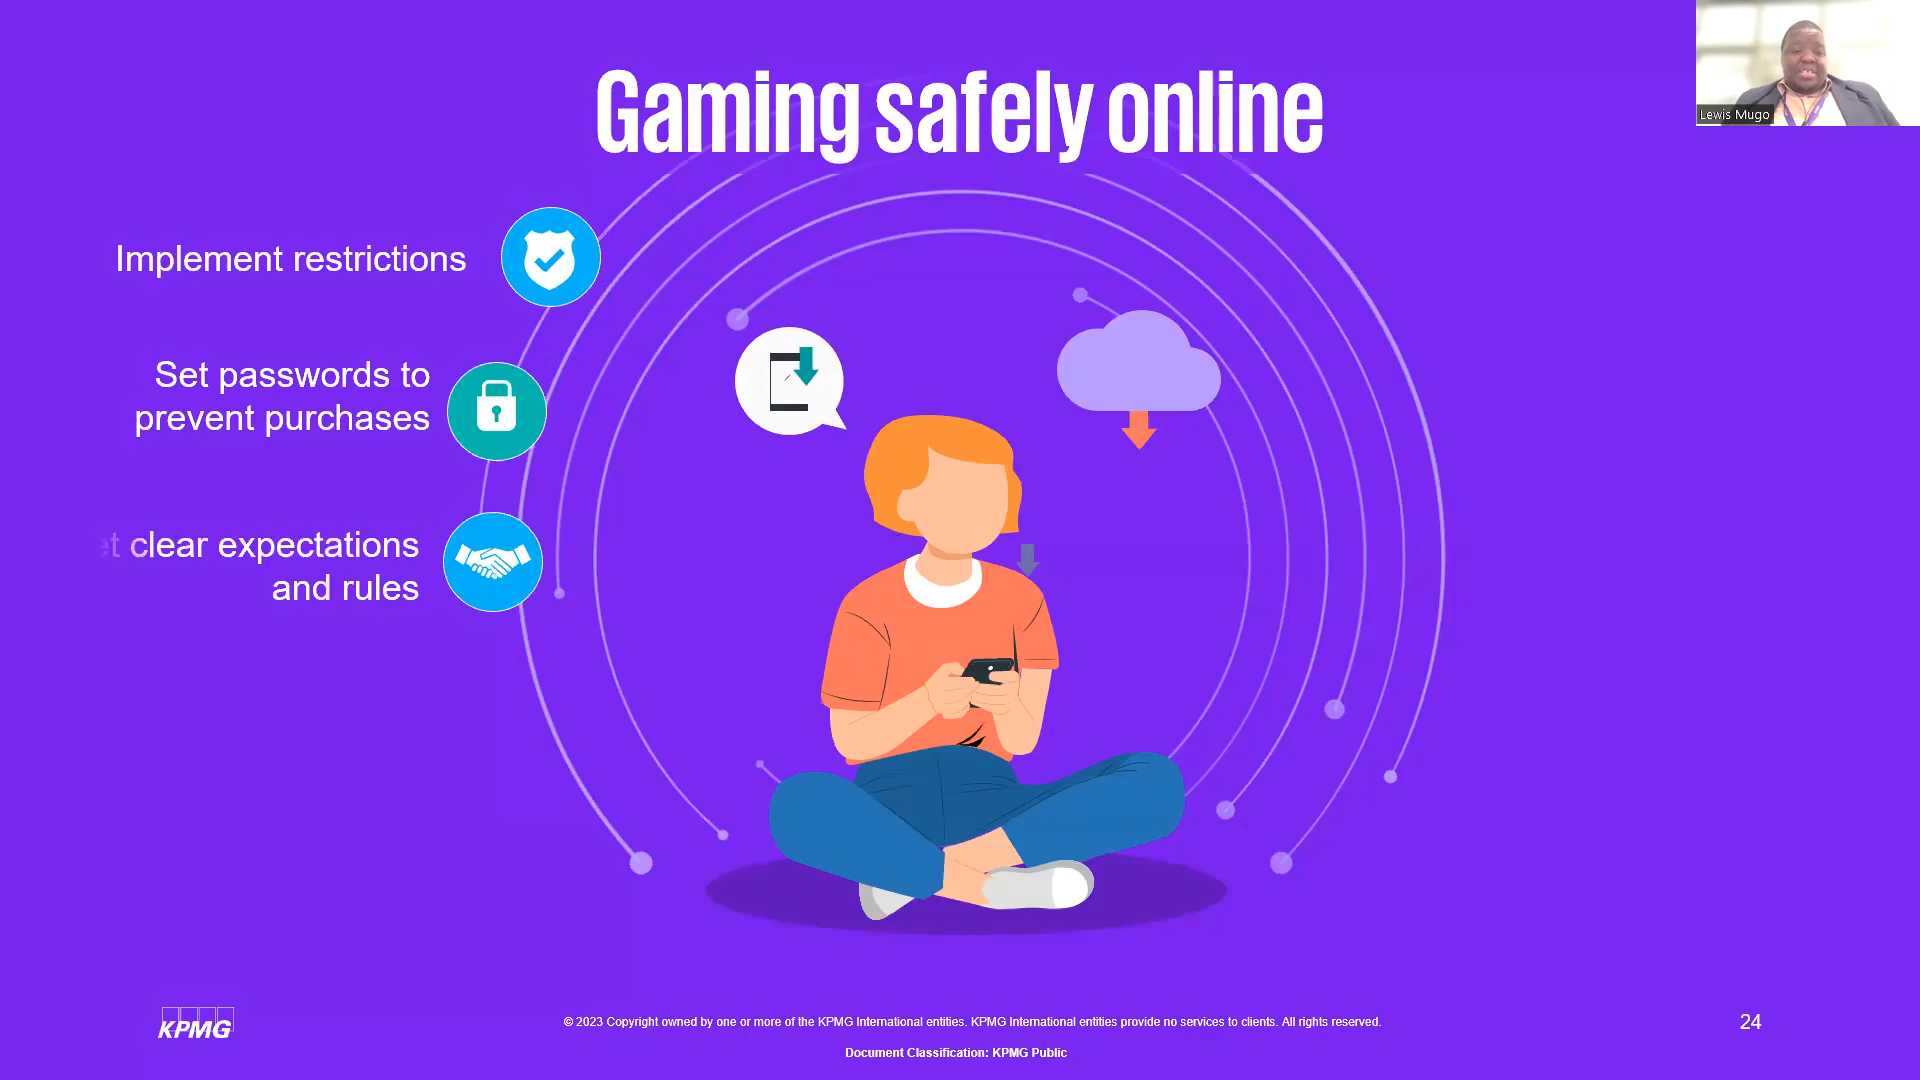 Gaming safely online
Lewis Mugo
Implement restrictions
Set passwords to
prevent purchases
clear expectations
and rules
KPMG
© 2023 Copyright owned by one or more of the KPMG International entities. KPMG International entities provide no services to clients. All rights reserved.
24
Document Classification: KPMG Public